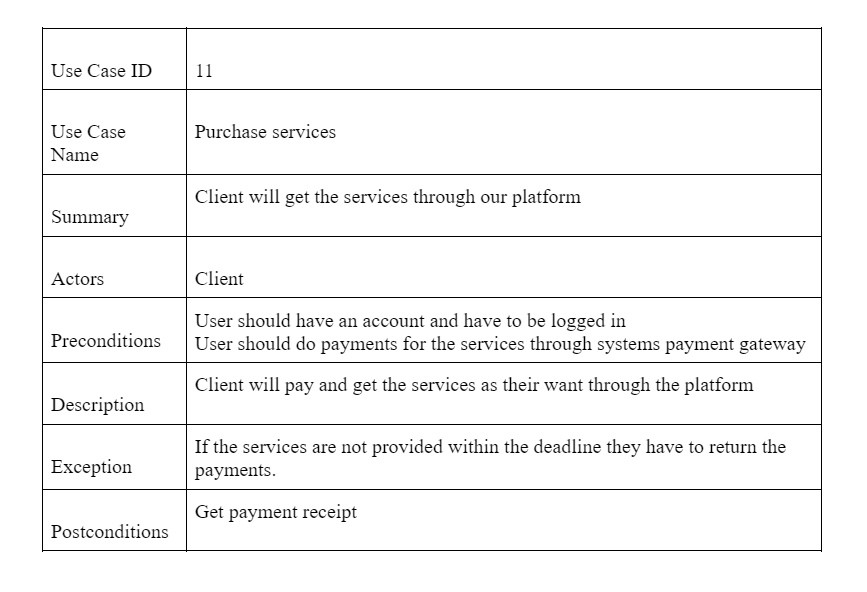 Use Case ID
11
Use Case
Name
Purchase services
Summary
Client will get the services through our platform
Actors
Client
Preconditions
User should have an account and have to be logged in
User should do payments for the services through systems payment gateway
Description
Client will pay and get the services as their want through the platform
Exception
If the services are not provided within the deadline they have to return the
payments.
Postconditions
Get payment receipt